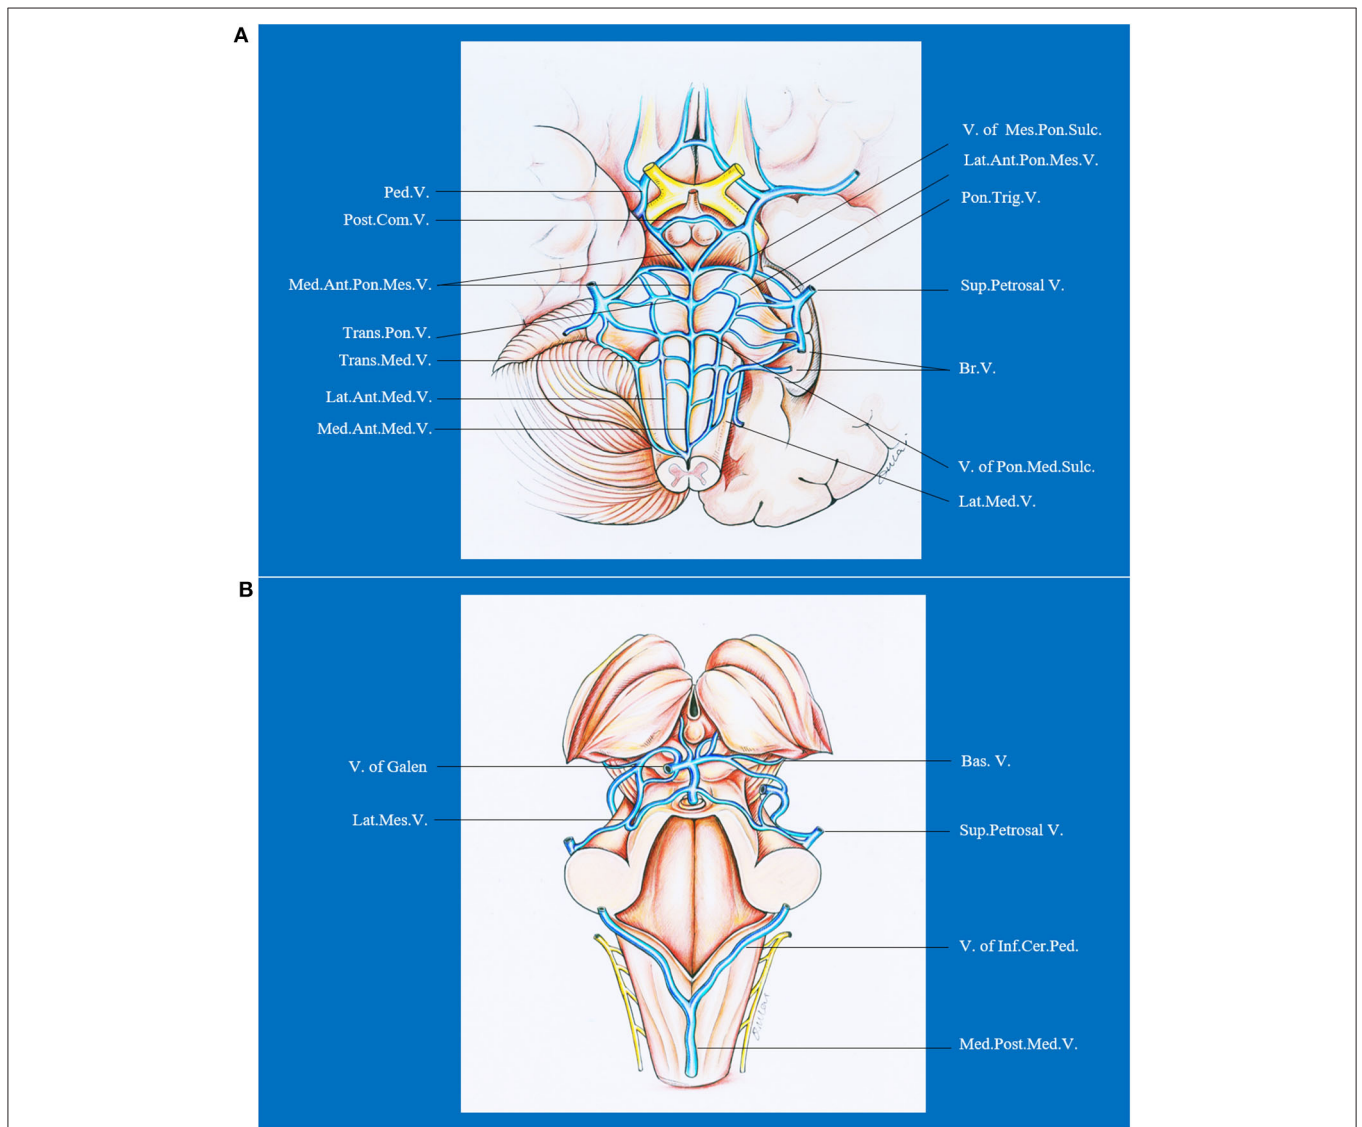 A
V. of Mes.Pon.Sulc.
Lat.Ant.Pon.Mes.V.
Ped.V.
Pon.Trig.V.
Post.Com.V.
Med.Ant.Pon.Mes.V.
Sup.Petrosal V.
Trans.Pon.V.
Trans.Med.V.
Br.V.
Lat.Ant.Med.V.
Med.Ant.Med.V.
V. of Pon.Med.Sulc.
Lat.Med.V.
B
V. of Galen
Bas. V.
Lat.Mes.V.
Sup.Petrosal V.
V. of Inf.Cer.Ped.
Med.Post.Med.V.